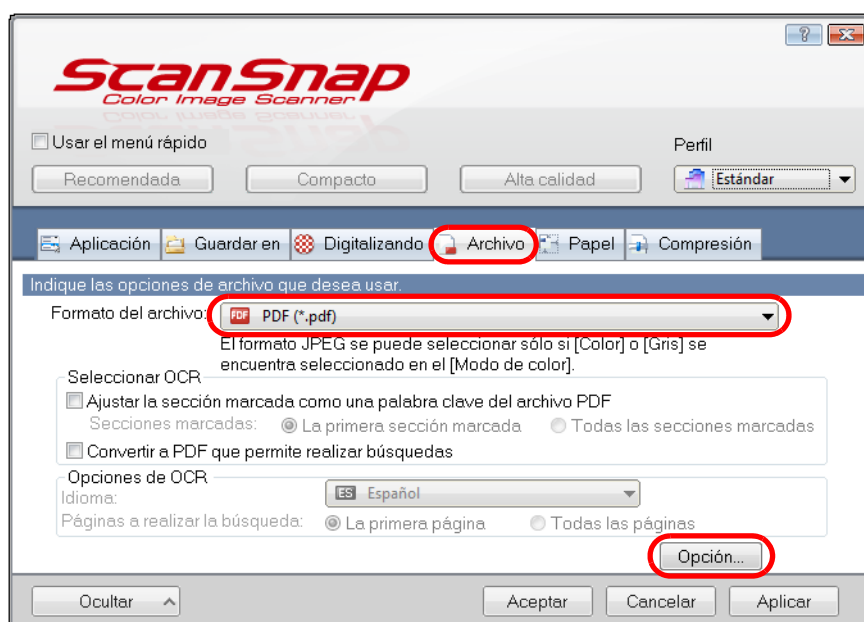 ScanSnap
Color Image Scanner
Usar el menú rápido
Perfil
Recomendada Compacto Alta calidad Estándar
Aplicación Guardar en Digitalizando Archivo Papel Compresión
Indique las opciones de archivo que desea usar.
Formato del archivo: PDF PDF (*.pdf)
El formato JPEG se puede seleccionar sólo si [Color] o [Gris] se
encuentra seleccionado en el [Modo de color].
Seleccionar OCR
Ajustar la sección marcada como una palabra clave del archivo PDF
Secciones marcadas: La primera sección marcada Todas las secciones marcadas
Convertir a PDF que permite realizar búsquedas
Opciones de OCR
Idioma: ES Español
Páginas a realizar la búsqueda: La primera página Todas las páginas
Opción...
Ocultar Aceptar Cancelar Aplicar